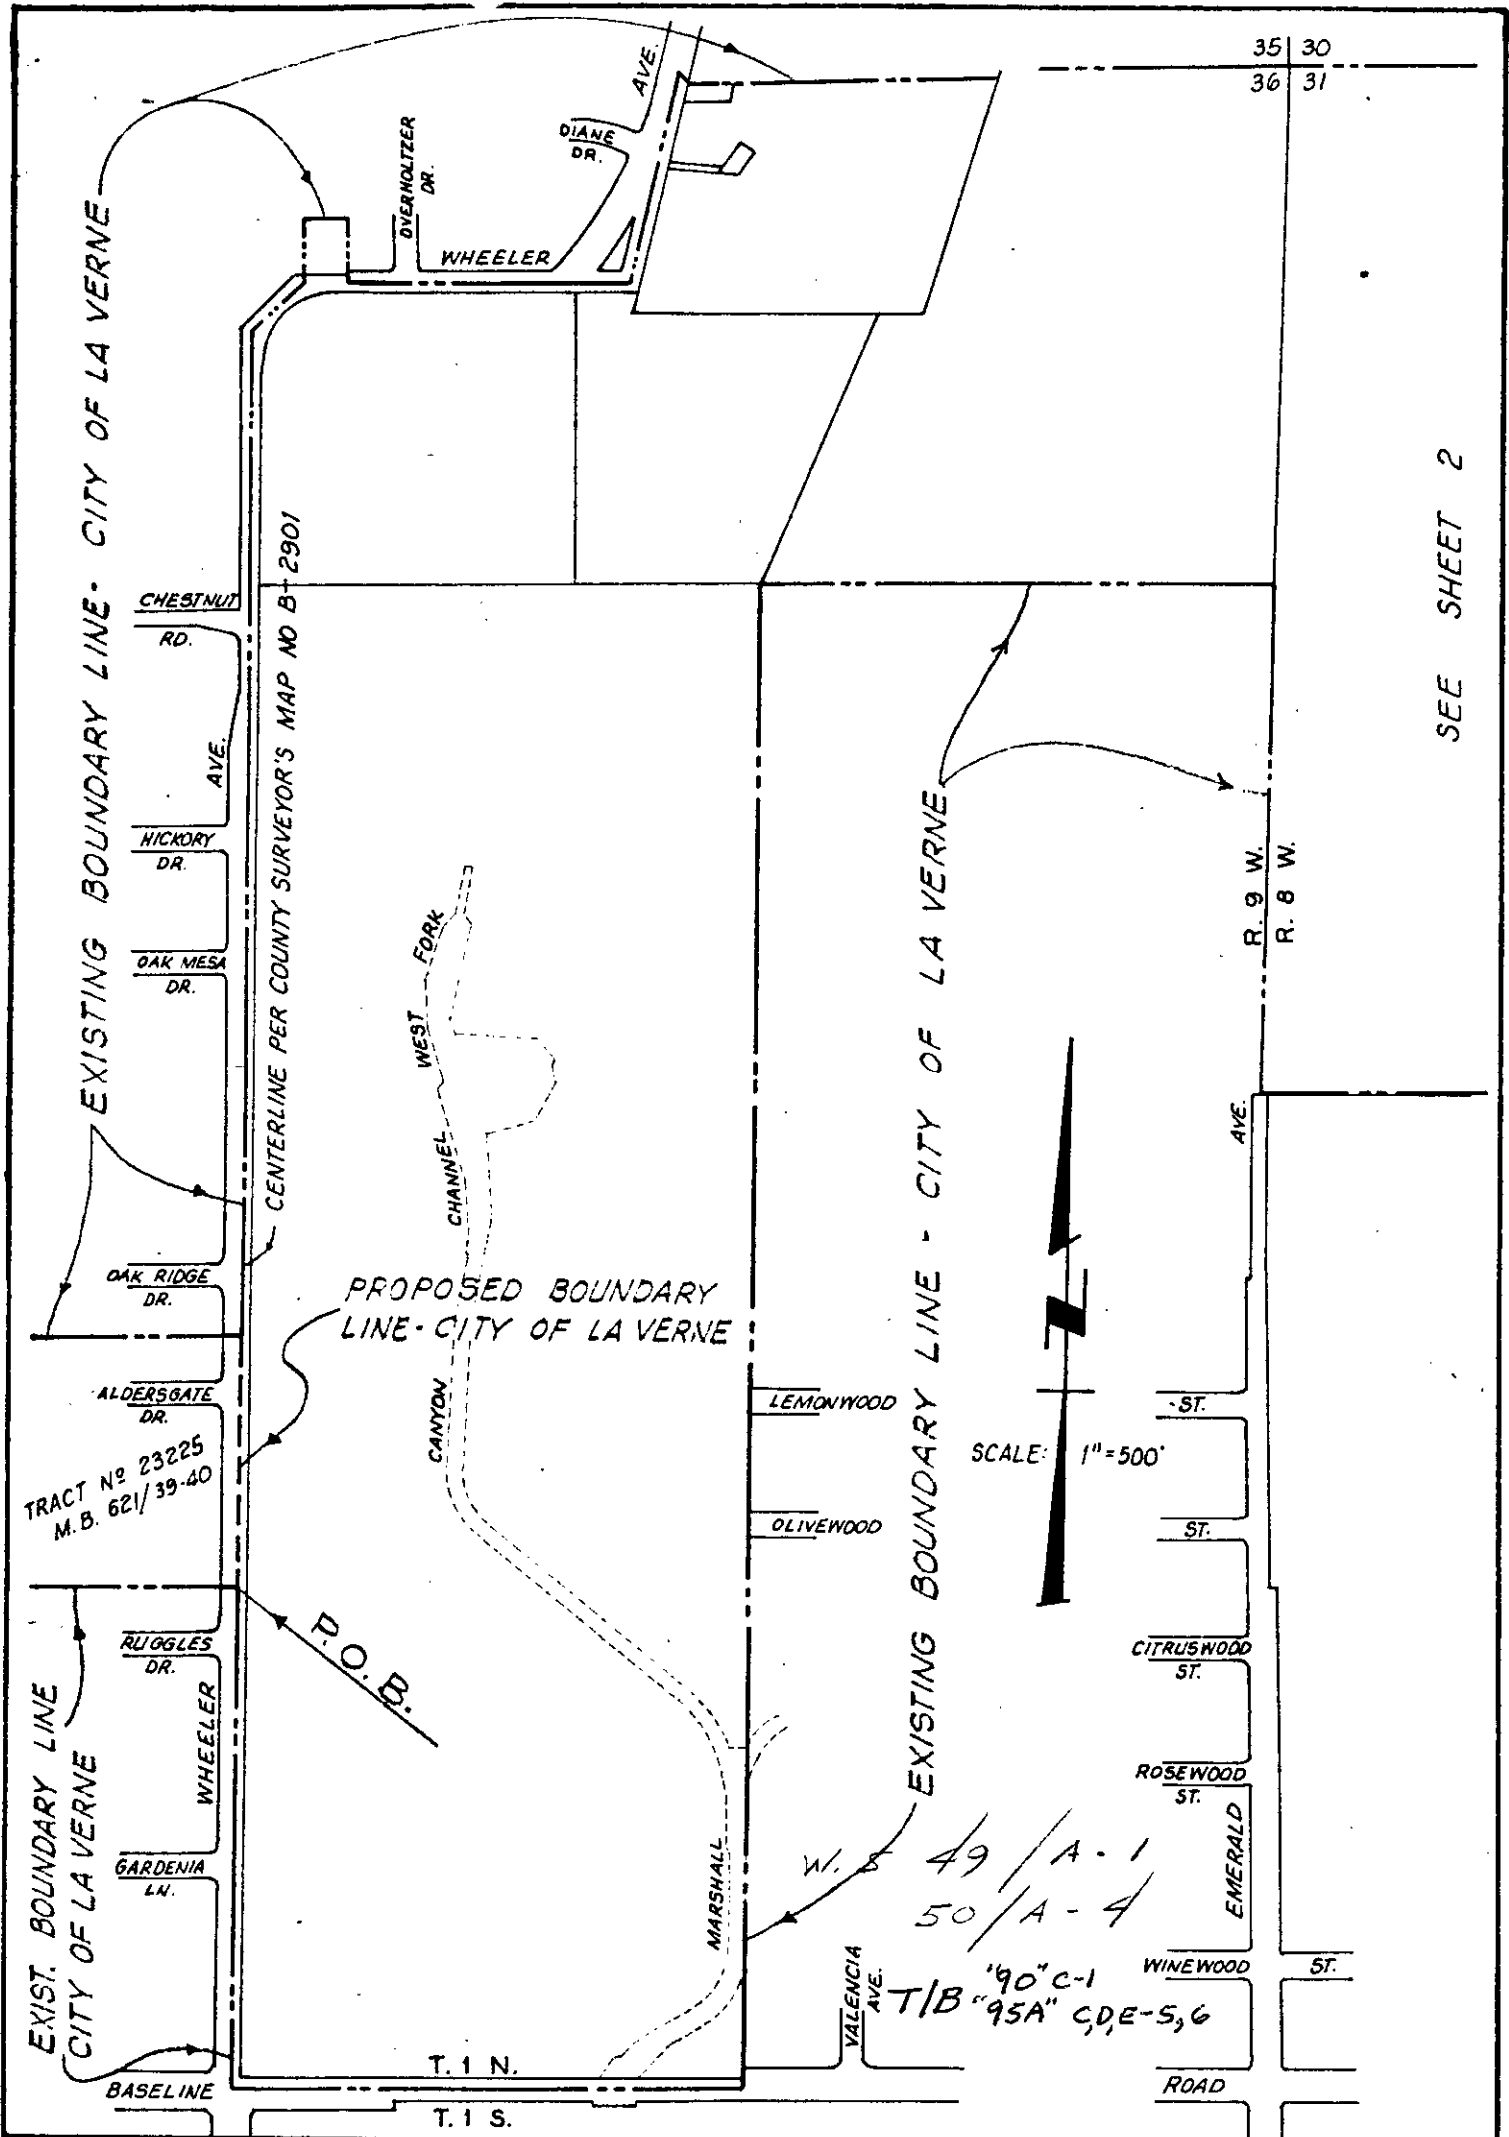 35 30
36 31
AVE.
DIANE
DR.
OVERHOLTZER
DR.
WHEELER
EXISTING BOUNDARY LINE - CITY OF LA VERNE
CHESTNUT
RD.
AVE.
CENTERLINE PER COUNTY SURVEYOR'S MAP NO B-2901
SEE SHEET 2
HICKORY
DR.
OAK MESA
DR.
WEST FORK
CHANNEL
R. 9 W.
R. 8 W.
AVE.
OAK RIDGE
DR.
PROPOSED BOUNDARY
LINE - CITY OF LA VERNE
ALDERSGATE
DR.
CANYON
LEMONWOOD
ST.
TRACT Nº 23225
M.B. 621/39-40
SCALE: 1"=500'
N
OLIVEWOOD
ST.
EXISTING BOUNDARY LINE - CITY OF LA VERNE
P.O.B.
RUGGLES
DR.
WHEELER
CITRUSWOOD
ST.
EXIST. BOUNDARY LINE
CITY OF LA VERNE
ROSEWOOD
ST.
EMERALD
GARDENIA
LN.
MARSHALL
W. S 49/A-1
50/A-4
WINEWOOD ST.
VALENCIA
AVE.
T/B "90" C-1
"95A" C,D,E-5,6
T. 1 N.
BASELINE
ROAD
T. 1 S.